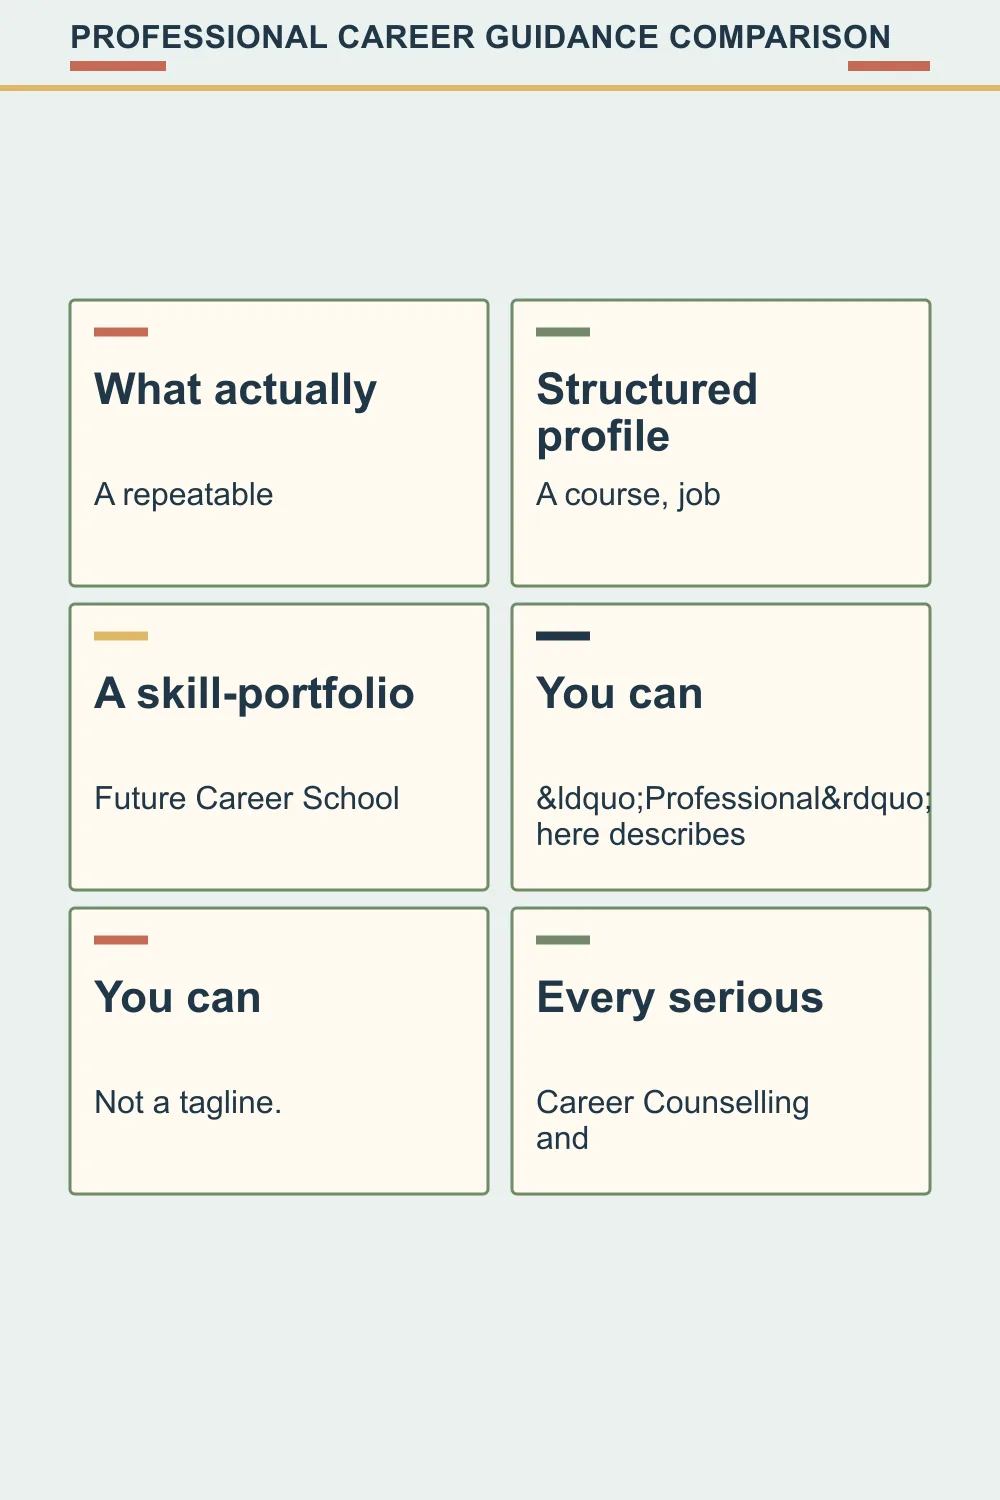 PROFESSIONAL CAREER GUIDANCE COMPARISON
What actually
A repeatable
Structured
profile
A course, job
A skill-portfolio
Future Career School
You can
&ldquo;Professional&rdquo;
here describes
You can
Not a tagline.
Every serious
Career Counselling
and